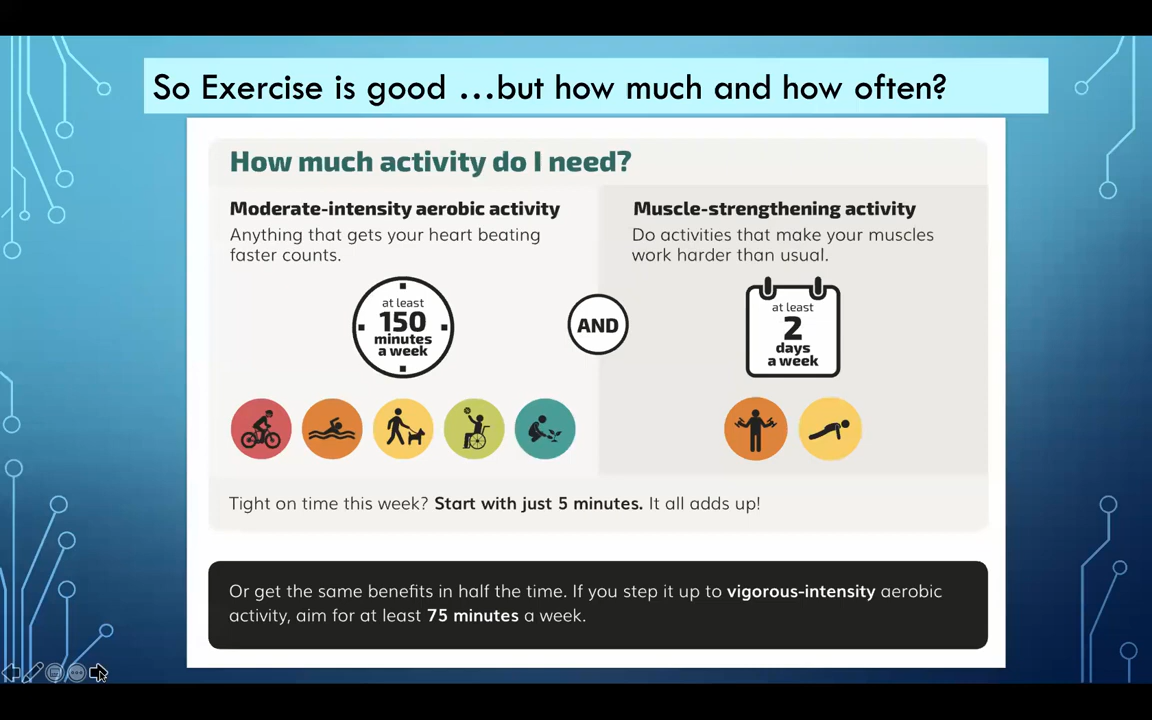 So Exercise is good …but how much and how often?
How much activity do I need?
Moderate-intensity aerobic activity
Anything that gets your heart beating
faster counts.
at least
150
minutes
a week
AND
Muscle-strengthening activity
Do activities that make your muscles
work harder than usual.
at least
2
days
a week
Tight on time this week? Start with just 5 minutes. It all adds up!
Or get the same benefits in half the time. If you step it up to vigorous-intensity aerobic
activity, aim for at least 75 minutes a week.